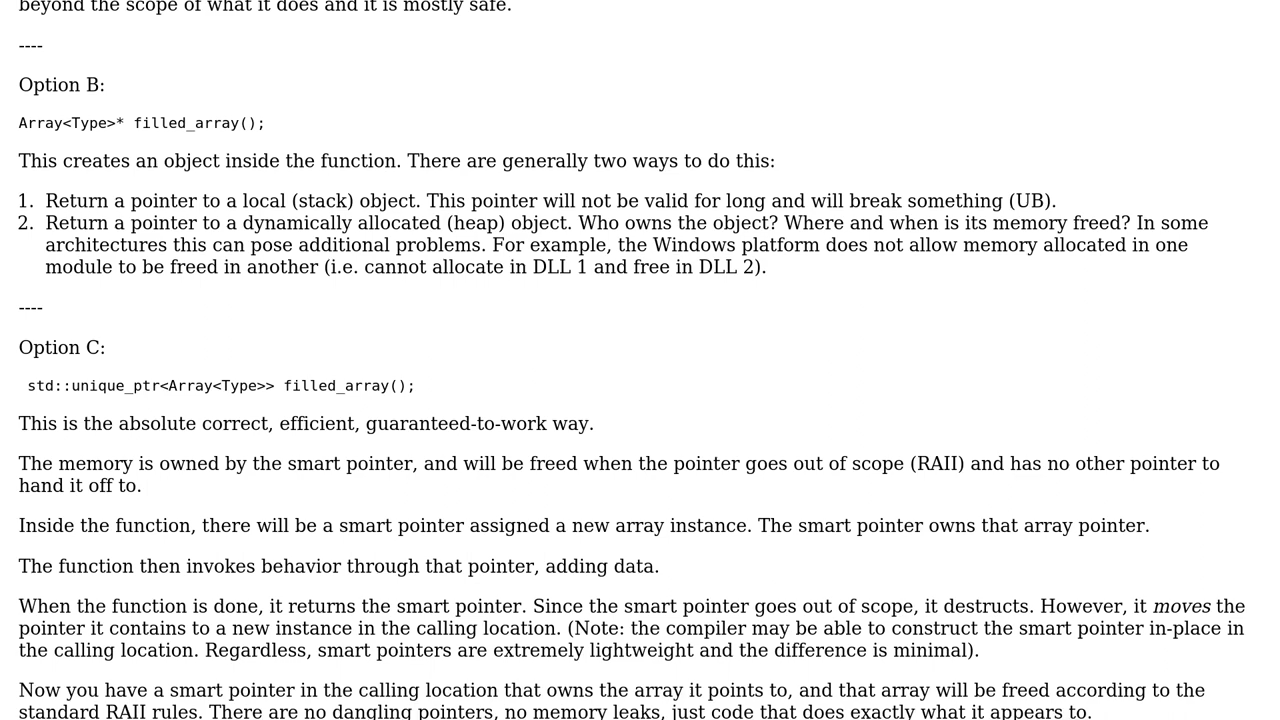 beyond the scope of what it does and it is mostly safe.
----
Option B:
Array<Type>* filled_array();
This creates an object inside the function. There are generally two ways to do this:
1. Return a pointer to a local (stack) object. This pointer will not be valid for long and will break something (UB).
2. Return a pointer to a dynamically allocated (heap) object. Who owns the object? Where and when is its memory freed? In some
architectures this can pose additional problems. For example, the Windows platform does not allow memory allocated in one
module to be freed in another (i.e. cannot allocate in DLL 1 and free in DLL 2).
----
Option C:
std::unique_ptr<Array<Type>> filled_array();
This is the absolute correct, efficient, guaranteed-to-work way.
The memory is owned by the smart pointer, and will be freed when the pointer goes out of scope (RAII) and has no other pointer to
hand it off to.
Inside the function, there will be a smart pointer assigned a new array instance. The smart pointer owns that array pointer.
The function then invokes behavior through that pointer, adding data.
When the function is done, it returns the smart pointer. Since the smart pointer goes out of scope, it destructs. However, it moves the
pointer it contains to a new instance in the calling location. (Note: the compiler may be able to construct the smart pointer in-place in
the calling location. Regardless, smart pointers are extremely lightweight and the difference is minimal).
Now you have a smart pointer in the calling location that owns the array it points to, and that array will be freed according to the
standard RAII rules. There are no dangling pointers, no memory leaks, just code that does exactly what it appears to.